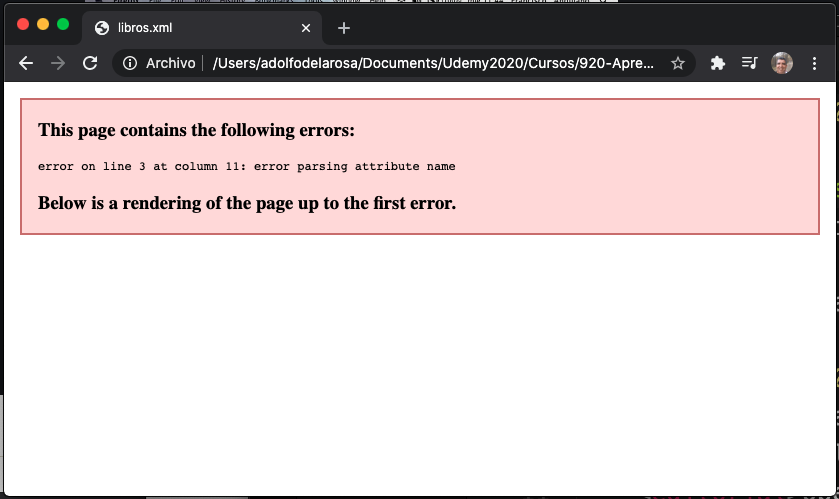 libros.xml
Archivo
/Users/adolfodelarosa/Documents/Udemy2020/Cursos/920-Apre...
This page contains the following errors:
error on line 3 at column 11: error parsing attribute name
Below is a rendering of the page up to the first error.